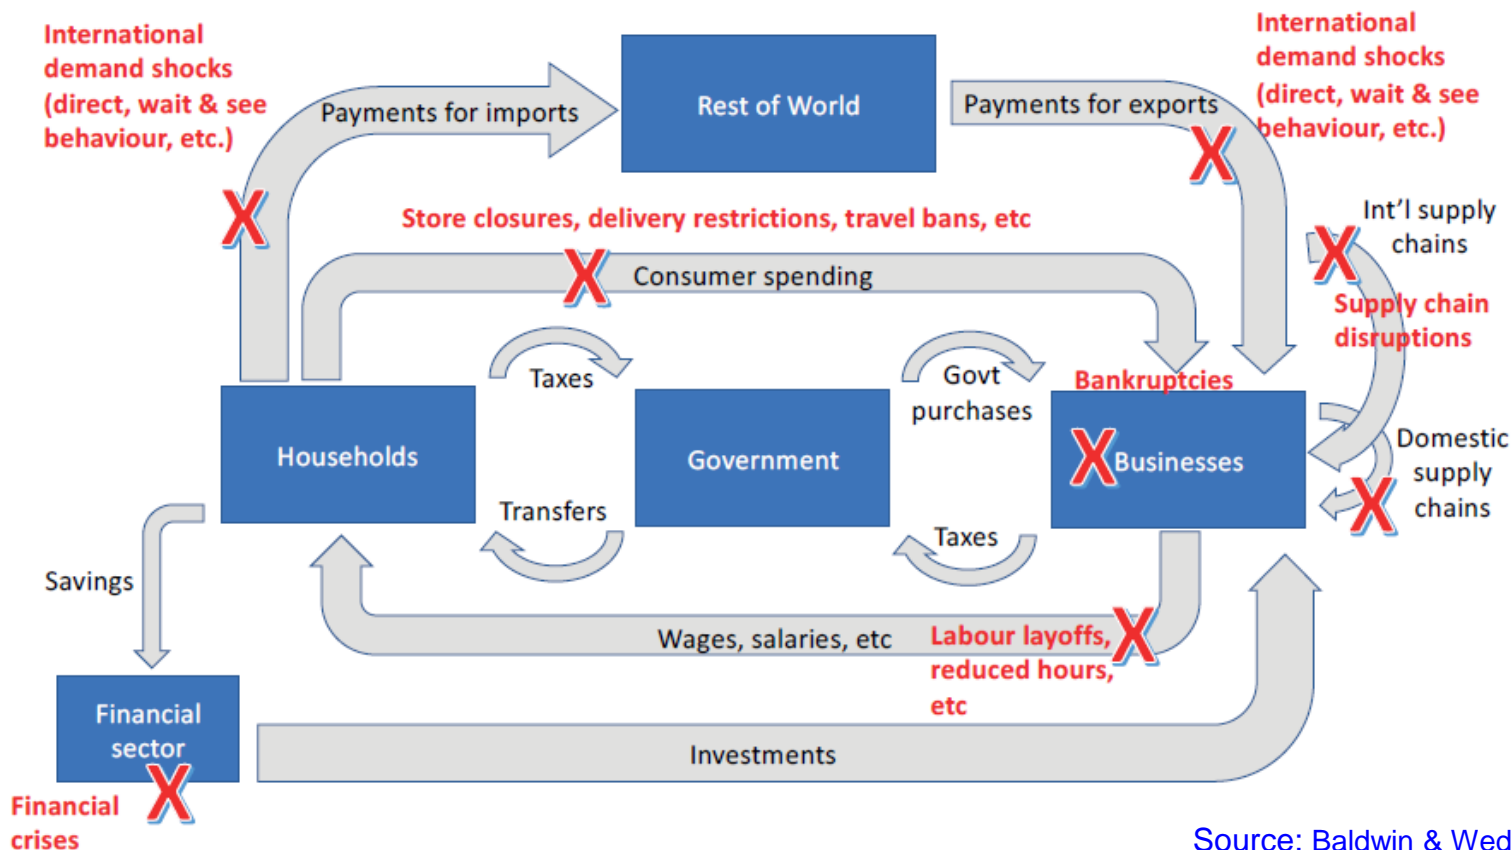 International
demand shocks
(direct, wait & see
behaviour, etc.)
Payments for imports
Rest of World
Payments for exports
International
demand shocks
(direct, wait & see
behaviour, etc.)
Store closures, delivery restrictions, travel bans, etc
Int'l supply
chains
Consumer spending
Supply chain
disruptions
Taxes
Govt
purchases
Bankruptcies
Households
Government
Businesses
Domestic
supply
chains
Transfers
Taxes
Savings
Wages, salaries, etc
Labour layoffs,
reduced hours,
etc
Financial
sector
Investments
Financial
crises
Source: Baldwin & Wed